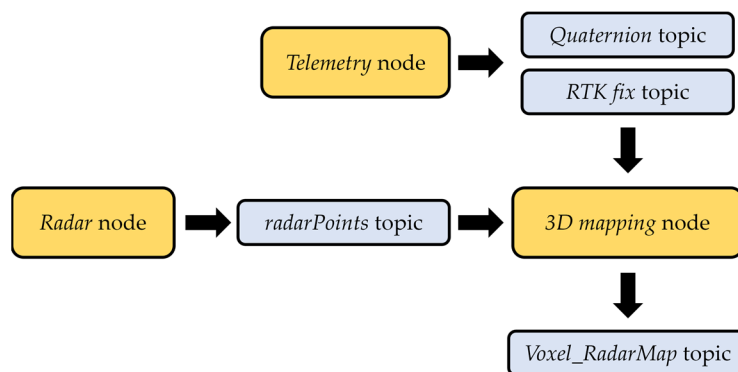 Quaternion topic
Telemetry node
RTK fix topic
Radar node
radarPoints topic
3D mapping node
Voxel_RadarMap topic